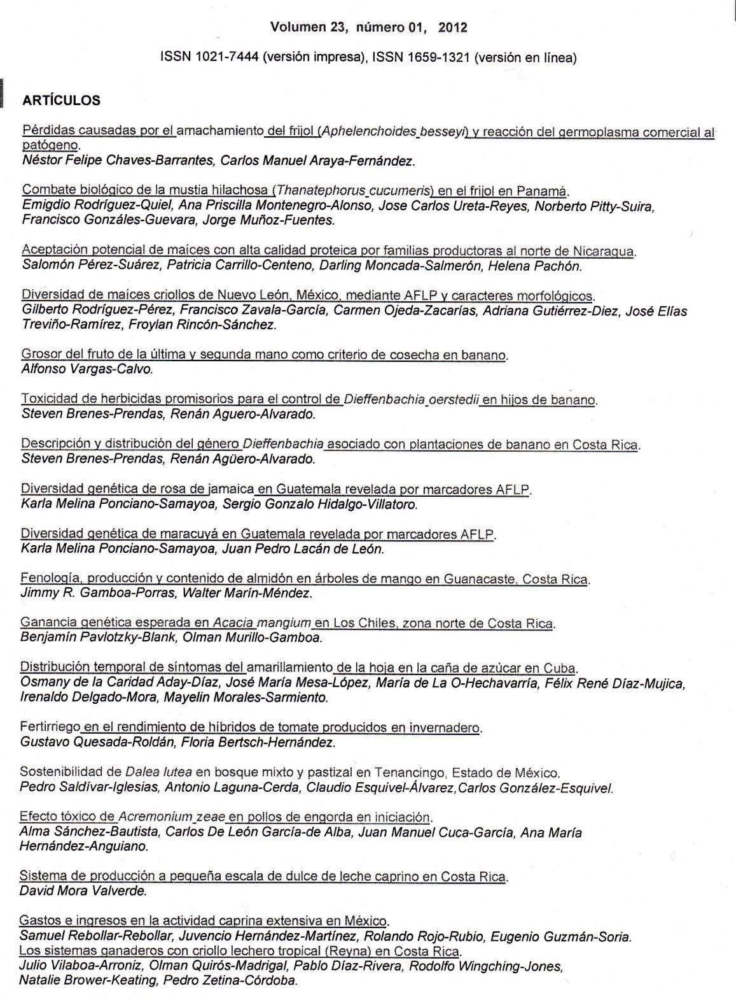 Volumen 23, número 01, 2012
ISSN 1021-7444 (versión impresa), ISSN 1659-1321 (versión en línea)
ARTÍCULOS
Pérdidas causadas por el amachamiento del frijol (Aphelenchoides besseyi) y reacción del germoplasma comercial al
patógeno.
Néstor Felipe Chaves-Barrantes, Carlos Manuel Araya-Fernández.
Combate biológico de la mustia hilachosa (Thanatephorus cucumeris) en el frijol en Panamá.
Emigdio Rodríguez-Quiel, Ana Priscilla Montenegro-Alonso, Jose Carlos Ureta-Reyes, Norberto Pitty-Suira,
Francisco Gonzáles-Guevara, Jorge Muñoz-Fuentes.
Aceptación potencial de maíces con alta calidad proteica por familias productoras al norte de Nicaragua.
Salomón Pérez-Suárez, Patricia Carrillo-Centeno, Darling Moncada-Salmerón, Helena Pachón.
Diversidad de maíces criollos de Nuevo León, México, mediante AFLP y caracteres morfológicos.
Gilberto Rodríguez-Pérez, Francisco Zavala-García, Carmen Ojeda-Zacarías, Adriana Gutiérrez-Diez, José Elías
Treviño-Ramírez, Froylan Rincón-Sánchez.
Grosor del fruto de la última y segunda mano como criterio de cosecha en banano.
Alfonso Vargas-Calvo.
Toxicidad de herbicidas promisorios para el control de Dieffenbachia oerstedii en hijos de banano.
Steven Brenes-Prendas, Renán Aguero-Alvarado.
Descripción y distribución del género Dieffenbachia asociado con plantaciones de banano en Costa Rica.
Steven Brenes-Prendas, Renán Agüero-Alvarado.
Diversidad genética de rosa de jamaica en Guatemala revelada por marcadores AFLP.
Karla Melina Ponciano-Samayoa, Sergio Gonzalo Hidalgo-Villatoro.
Diversidad genética de maracuyá en Guatemala revelada por marcadores AFLP.
Karla Melina Ponciano-Samayoa, Juan Pedro Lacán de León.
Fenología, producción y contenido de almidón en árboles de mango en Guanacaste, Costa Rica.
Jimmy R. Gamboa-Porras, Walter Marín-Méndez.
Ganancia genética esperada en Acacia mangium en Los Chiles, zona norte de Costa Rica.
Benjamín Pavlotzky-Blank, Olman Murillo-Gamboa.
Distribución temporal de síntomas del amarillamiento de la hoja en la caña de azúcar en Cuba.
Osmany de la Caridad Aday-Díaz, José María Mesa-López, María de La O-Hechavarría, Félix René Díaz-Mujica,
Irenaldo Delgado-Mora, Mayelin Morales-Sarmiento.
Fertirriego en el rendimiento de híbridos de tomate producidos en invernadero.
Gustavo Quesada-Roldán, Floria Bertsch-Hernández.
Sostenibilidad de Dalea lutea en bosque mixto y pastizal en Tenancingo, Estado de México.
Pedro Saldívar-Iglesias, Antonio Laguna-Cerda, Claudio Esquivel-Álvarez,Carlos González-Esquivel.
Efecto tóxico de Acremonium zeae en pollos de engorda en iniciación.
Alma Sánchez-Bautista, Carlos De León García-de Alba, Juan Manuel Cuca-García, Ana María
Hernández-Anguiano.
Sistema de producción a pequeña escala de dulce de leche caprino en Costa Rica.
David Mora Valverde.
Gastos e ingresos en la actividad caprina extensiva en México.
Samuel Rebollar-Rebollar, Juvencio Hernández-Martínez, Rolando Rojo-Rubio, Eugenio Guzmán-Soria.
Los sistemas ganaderos con criollo lechero tropical (Reyna) en Costa Rica.
Julio Vilaboa-Arroniz, Olman Quirós-Madrigal, Pablo Díaz-Rivera, Rodolfo Wingching-Jones,
Natalie Brower-Keating, Pedro Zetina-Córdoba.